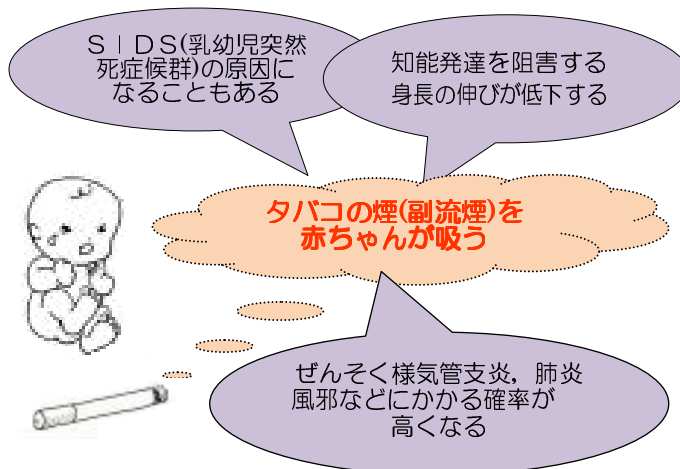 ＳＩＤＳ(乳幼児突然
死症候群)の原因に
なることもある
知能発達を阻害する
身長の伸びが低下する
タバコの煙(副流煙)を
赤ちゃんが吸う
ぜんそく様気管支炎，肺炎
風邪などにかかる確率が
高くなる